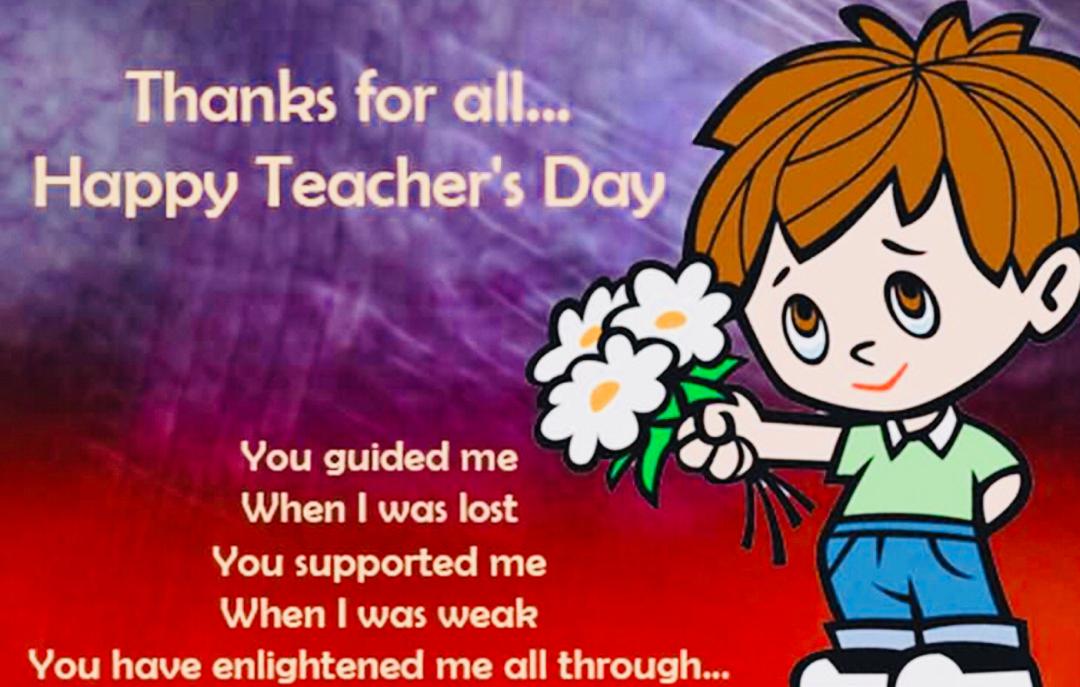 Thanks for all...
Happy Teacher's Day
You guided me
When I was lost
You supported me
When I was weak
You have enlightened me all through...